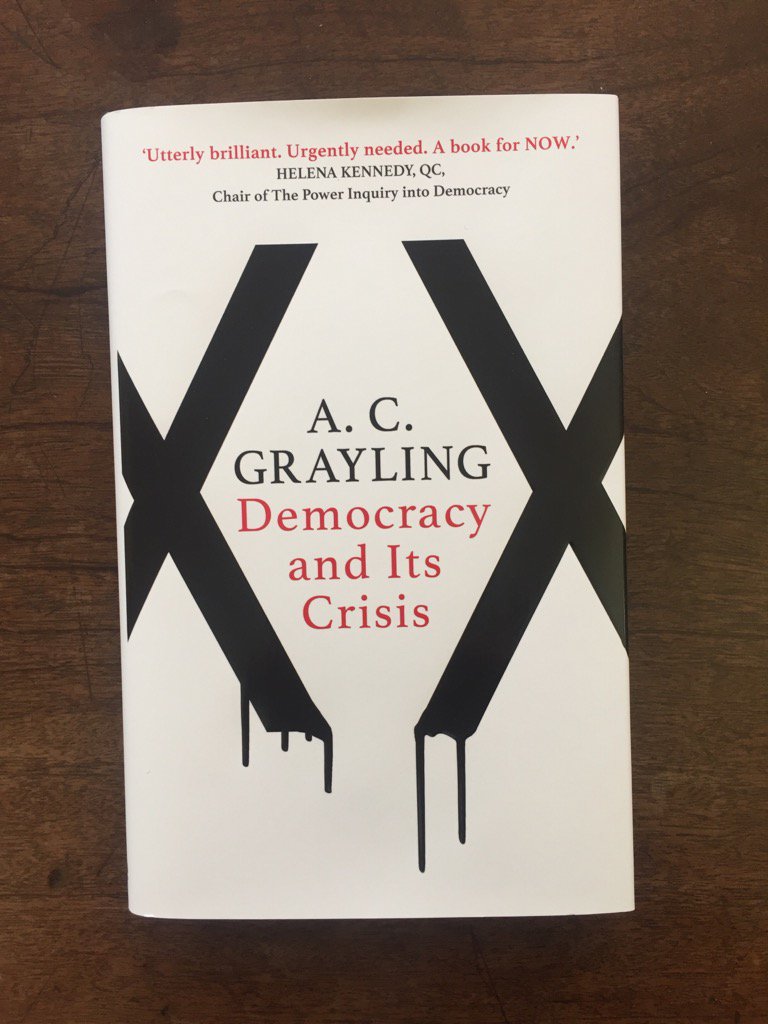 ‘Utterly brilliant. Urgently needed. A book for NOW.’
HELENA KENNEDY, QC,
Chair of The Power Inquiry into Democracy
A. C.
GRAYLING
Democracy
and Its
Crisis